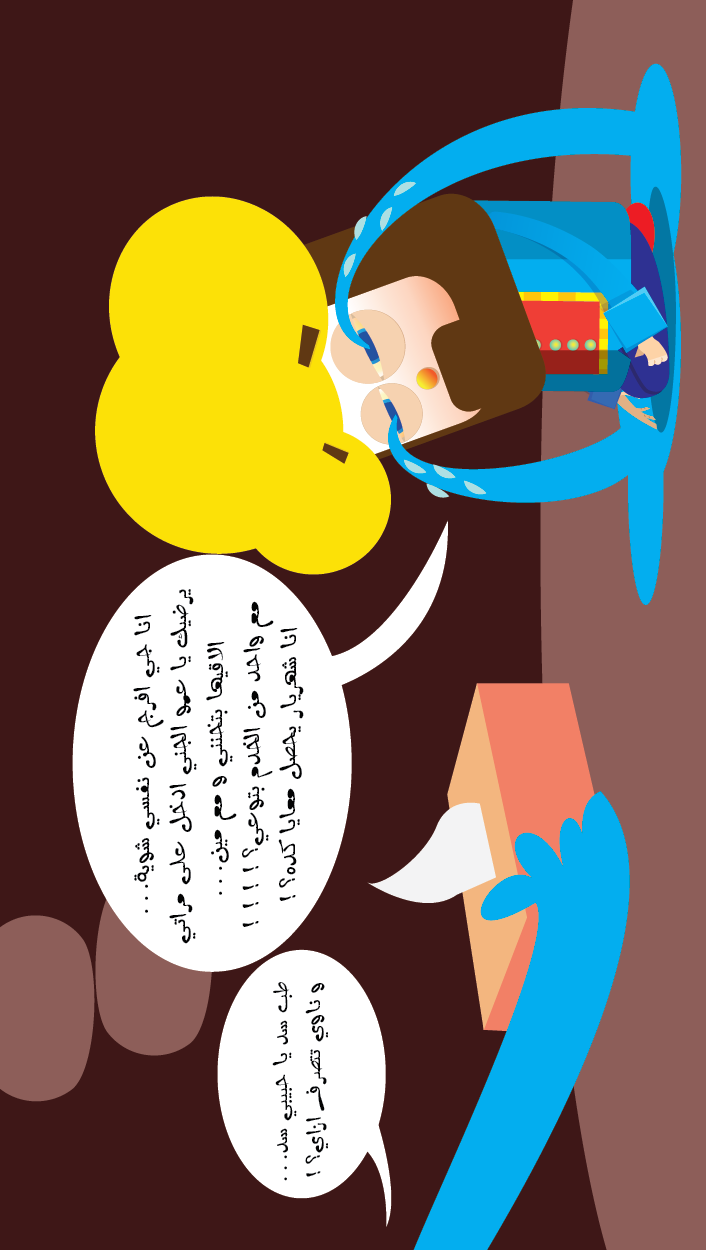 انا جي افرج عن نفسي شوية...
يرضيك يا عمو الجني ادخل على مراتي
الاقيها بتخنني و مع مين...
مع واحد من الخدم بتوعي؟!!!!
انا شهريار يحصل معايا كده؟!
طب سد يا حبيبي سد...
و ناوي تتصرف ازاي؟!